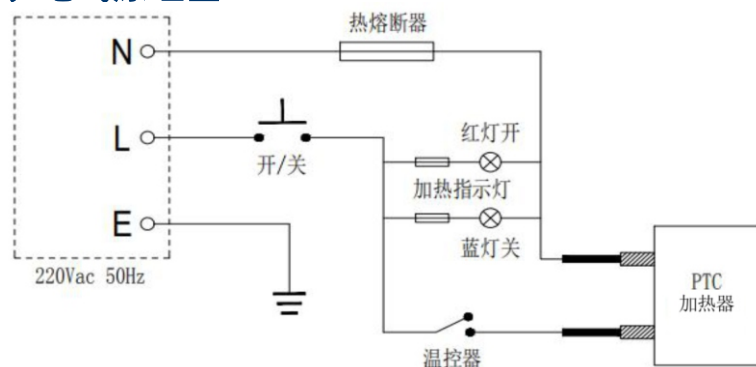 热熔断器
N
L
开/关
红灯开
加热指示灯
E
蓝灯关
220Vac 50Hz
PTC
加热器
温控器